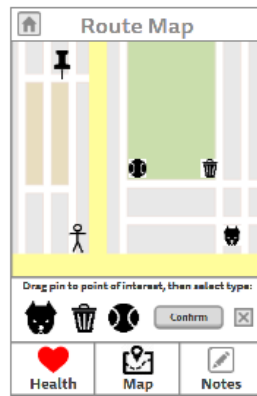 Route Map
Drag pin to point of interest, then select type:
Confirm
Health
Map
Notes